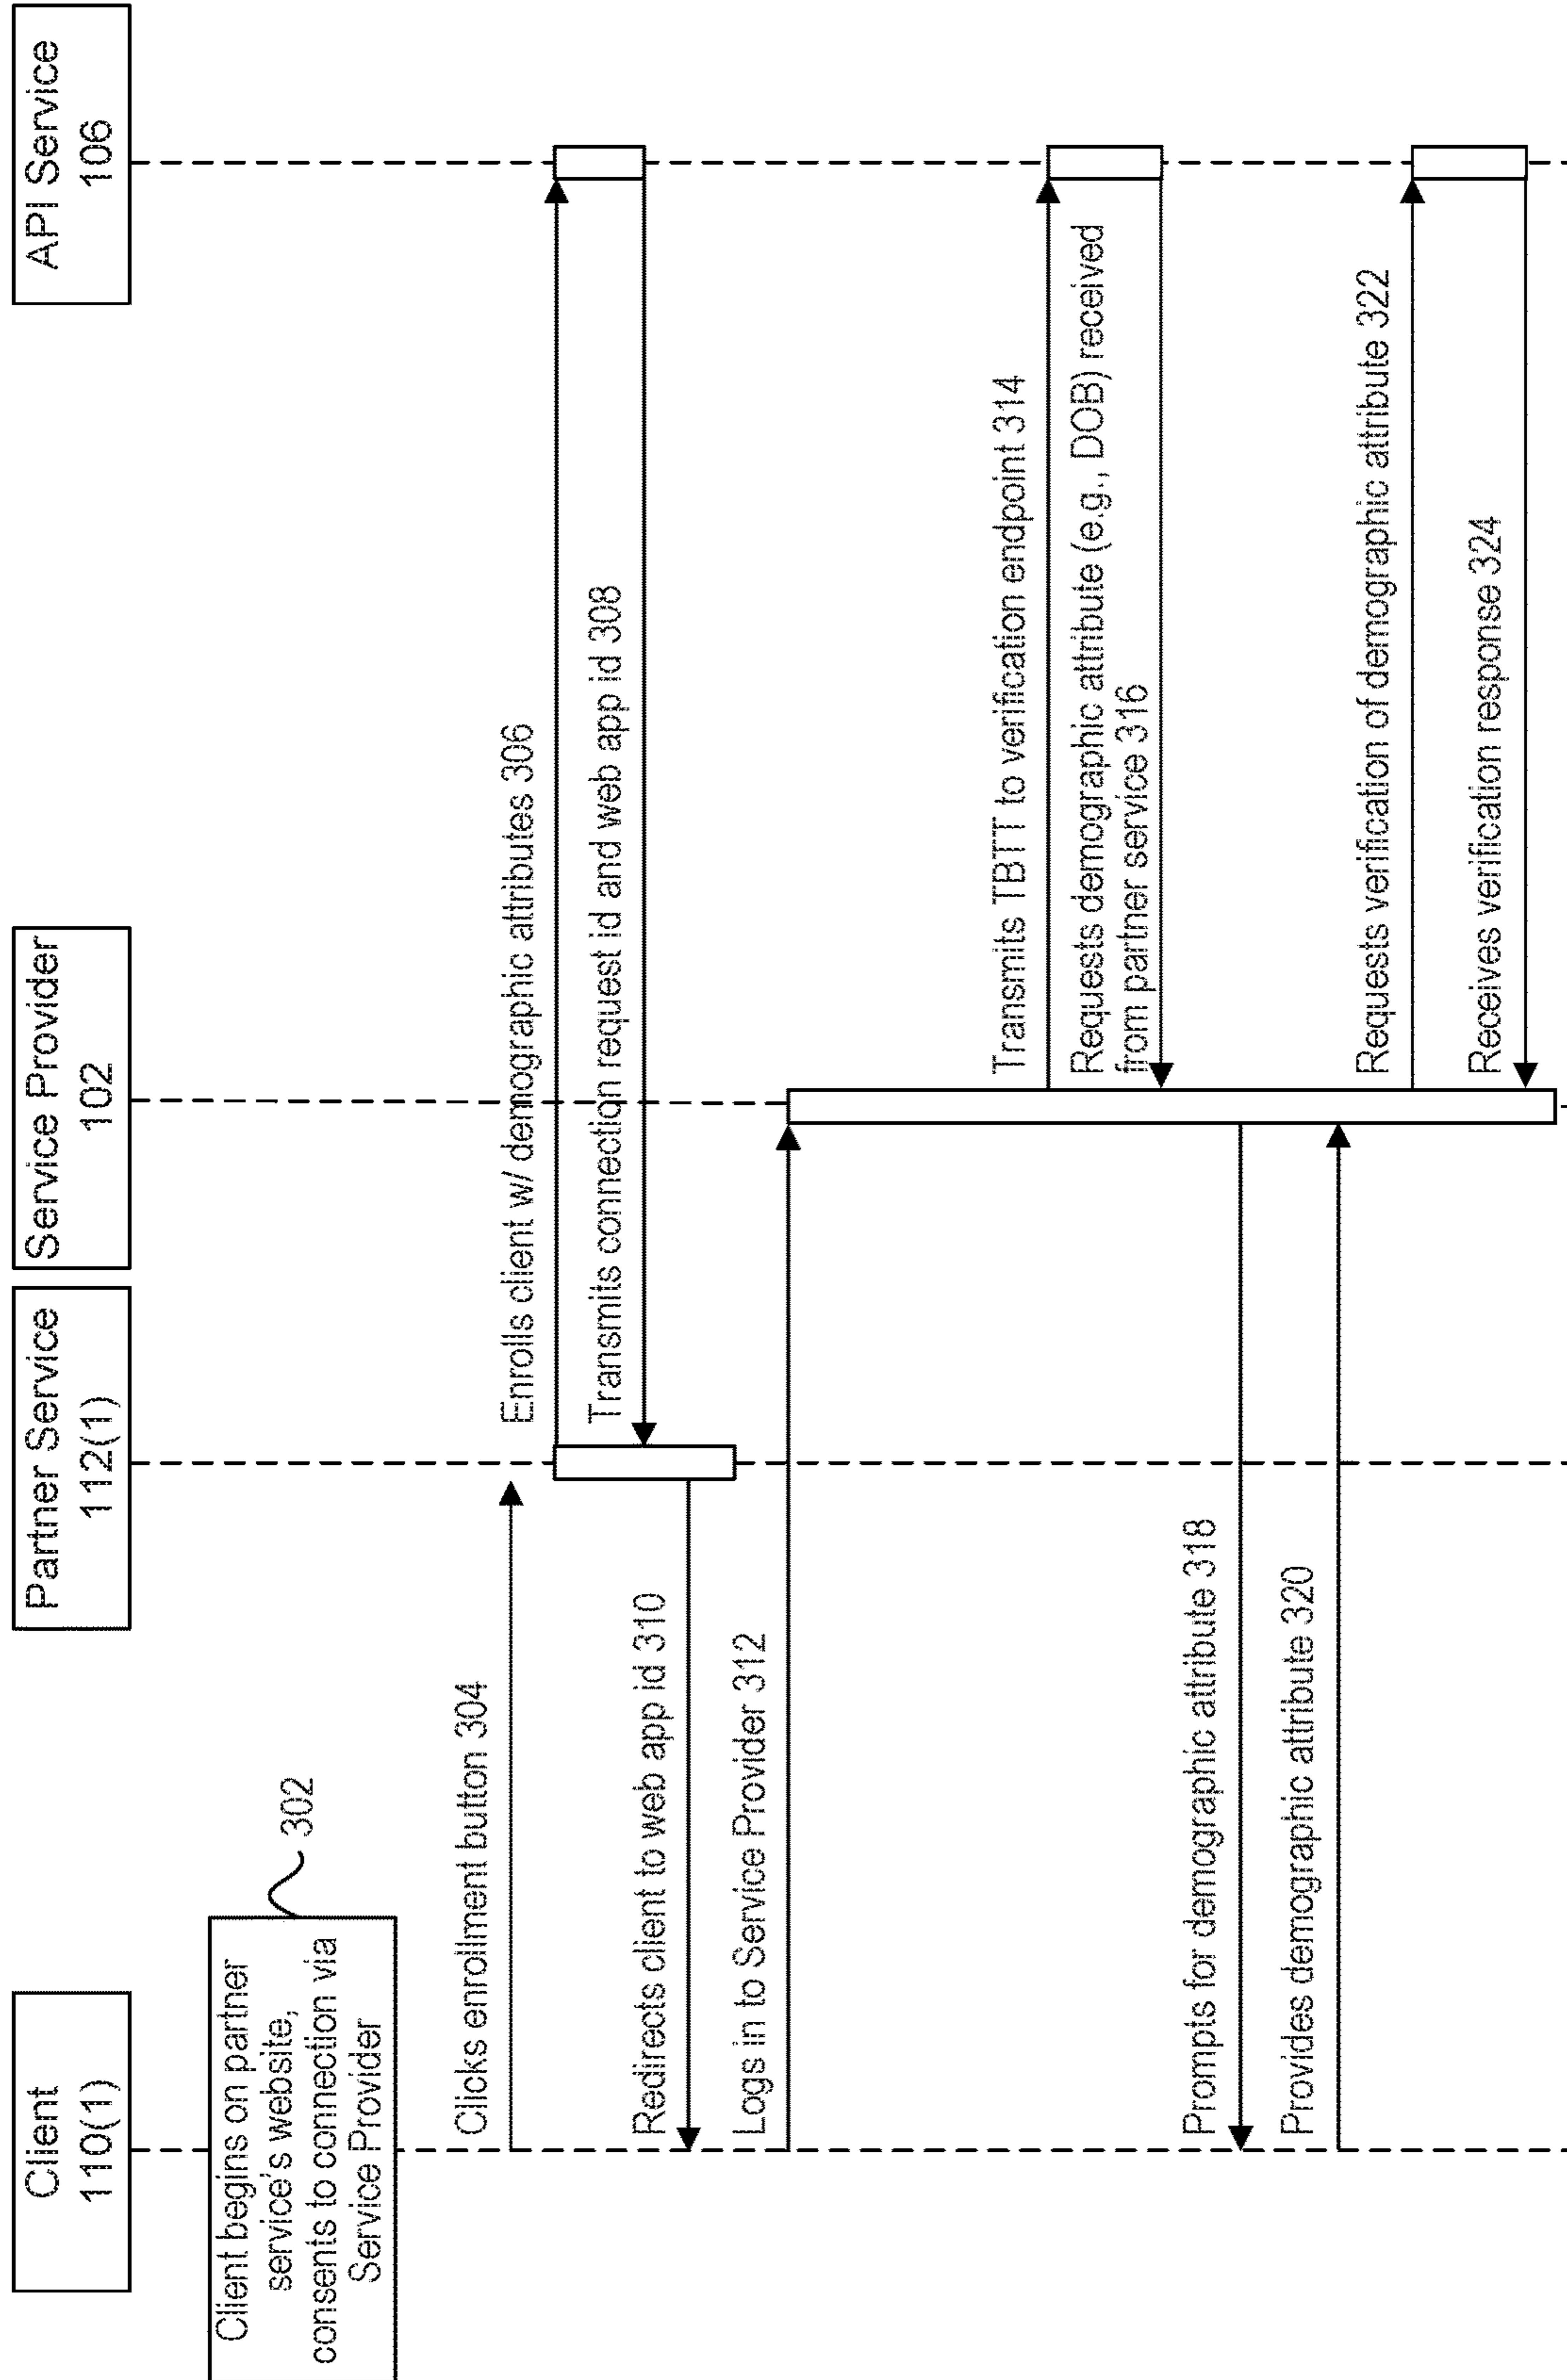 Client
110(1)
Partner Service
112(1)
Service Provider
102
API Service
106
Client begins on partner
service's website,
consents to connection via
Service Provider
302
Clicks enrollment button 304
Enrolls client w/ demographic attributes 306
Transmits connection request id and web app id 308
Redirects client to web app id 310
Logs in to Service Provider 312
Transmits TBTT to verification endpoint 314
Requests demographic attribute (e.g., DOB) received
from partner service 316
Prompts for demographic attribute 318
Provides demographic attribute 320
Requests verification of demographic attribute 322
Receives verification response 324